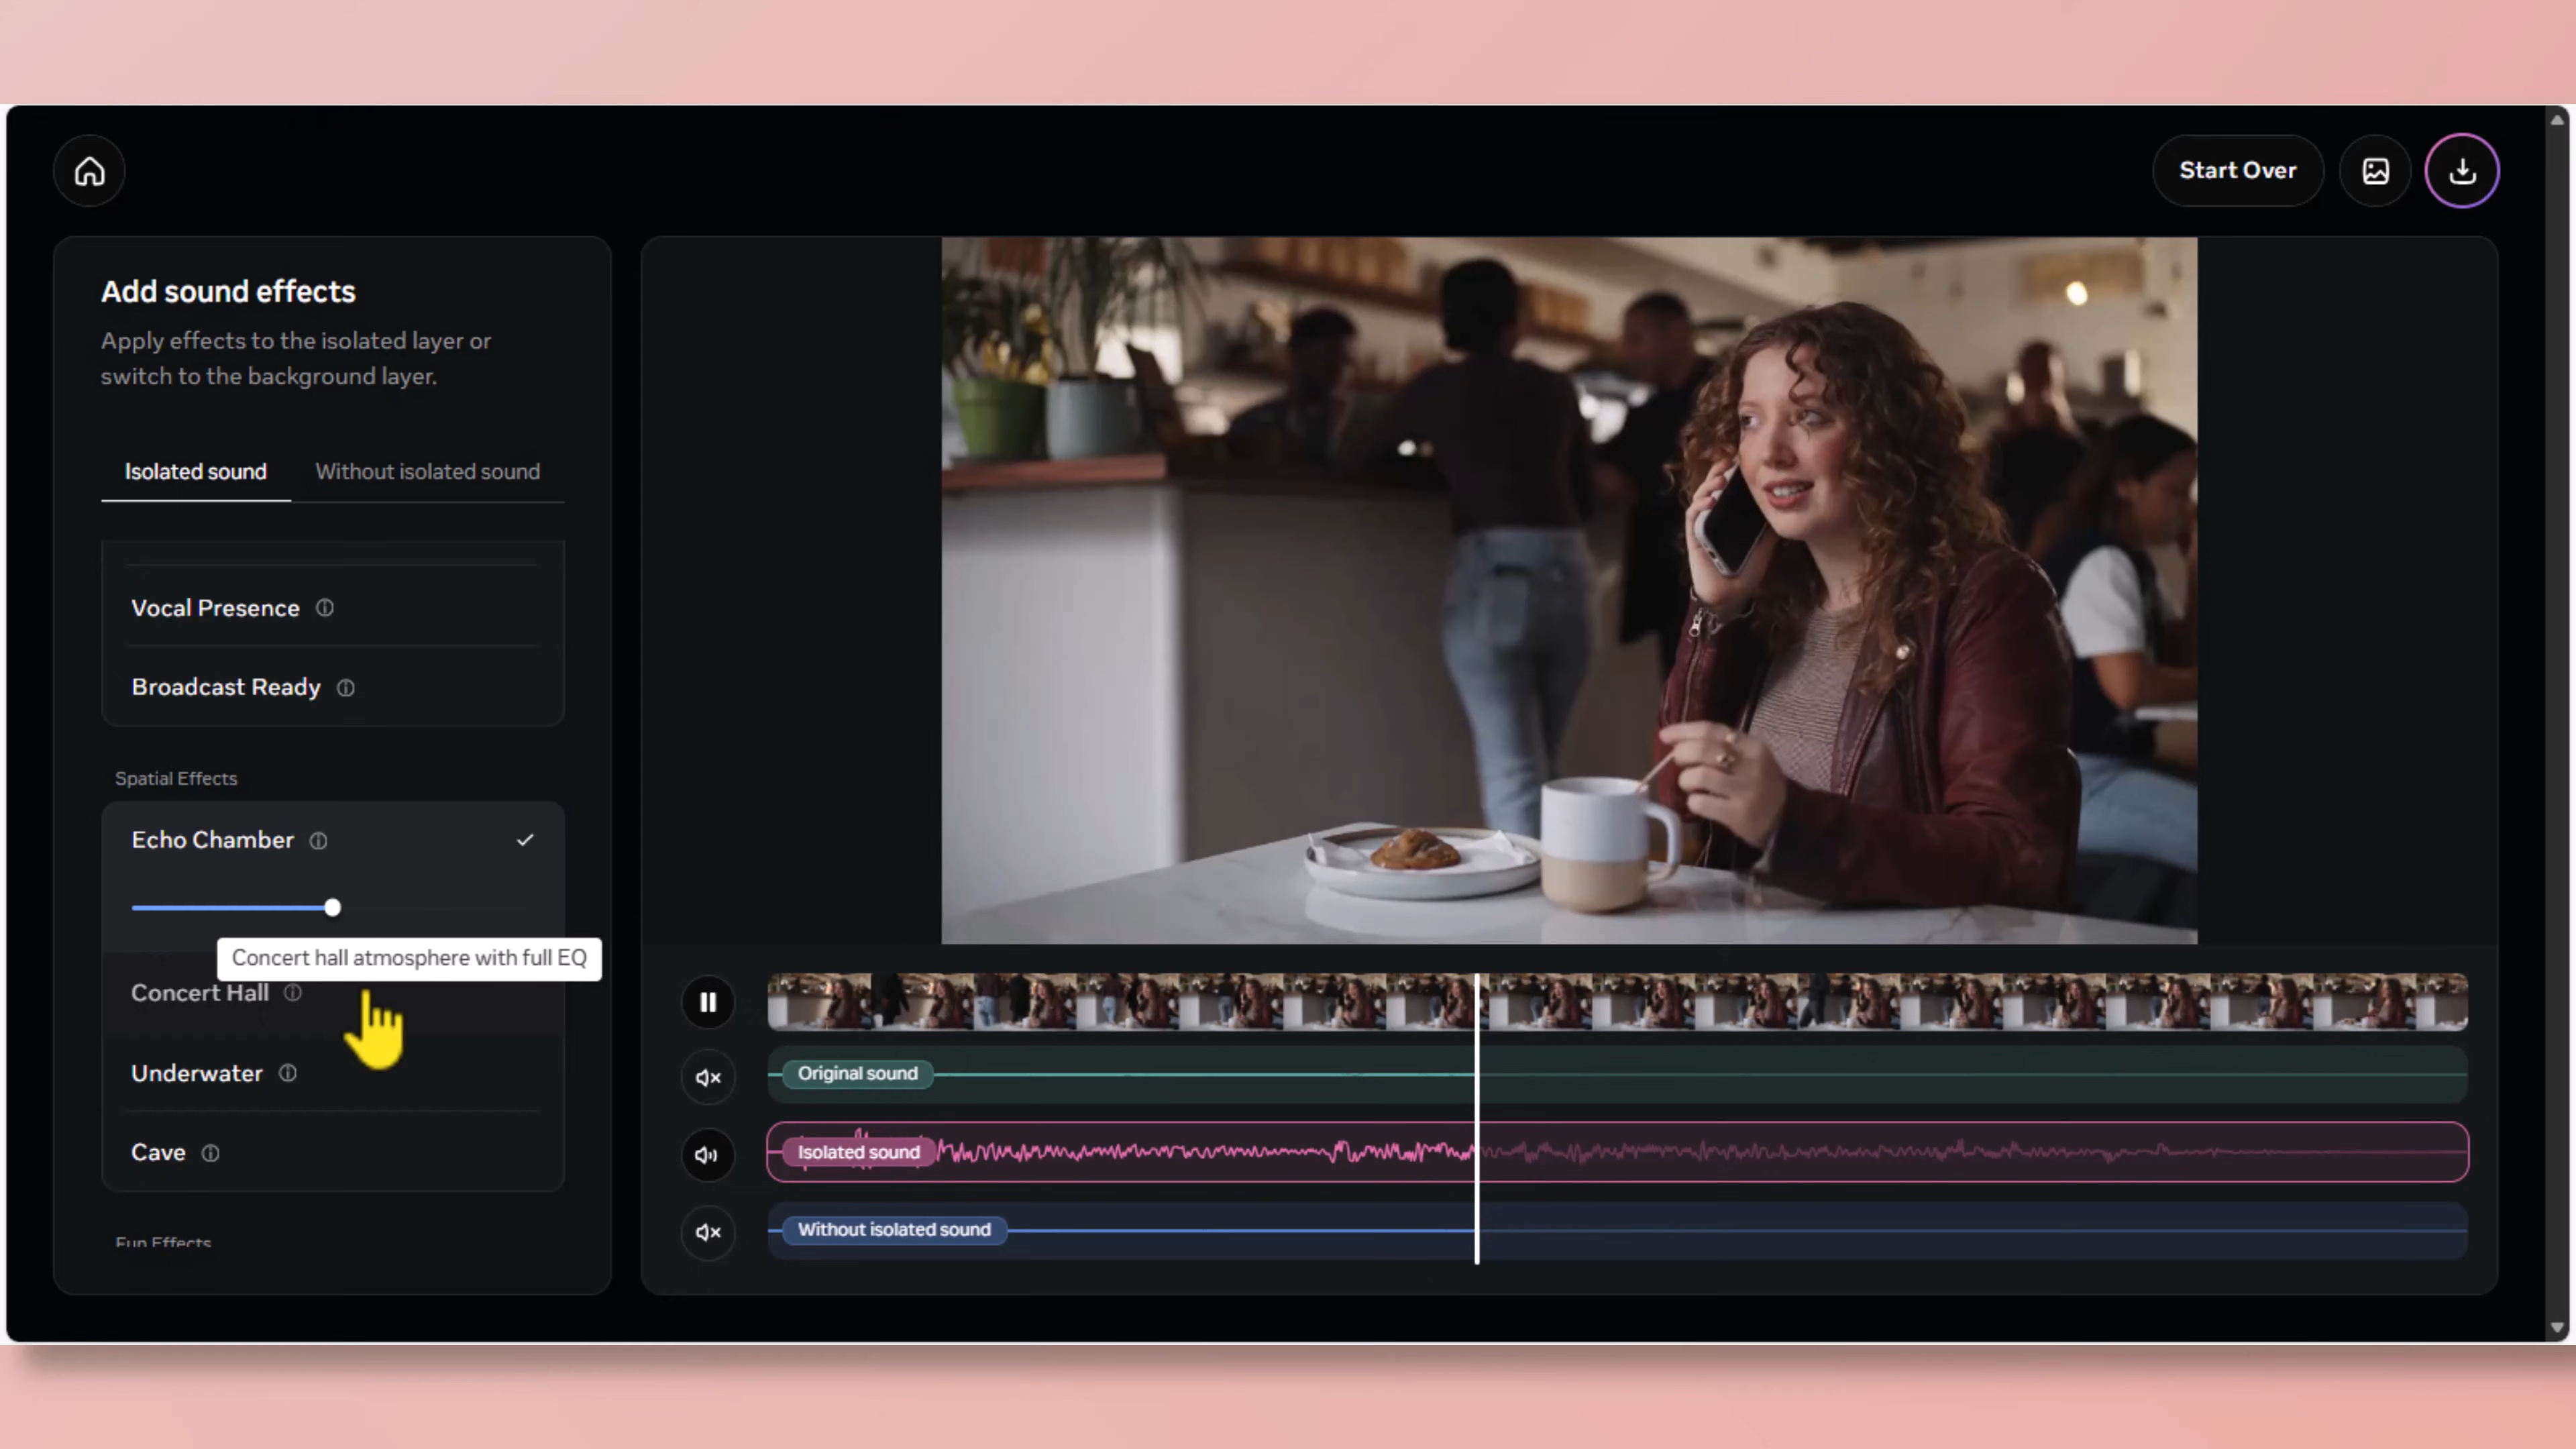 Start Over
Add sound effects
Apply effects to the isolated layer or
switch to the background layer.
Isolated sound
Without isolated sound
Vocal Presence
Broadcast Ready
Spatial Effects
Echo Chamber
Concert hall atmosphere with full EQ
Concert Hall
Underwater
Cave
Fun Effects
Original sound
Isolated sound
Without isolated sound